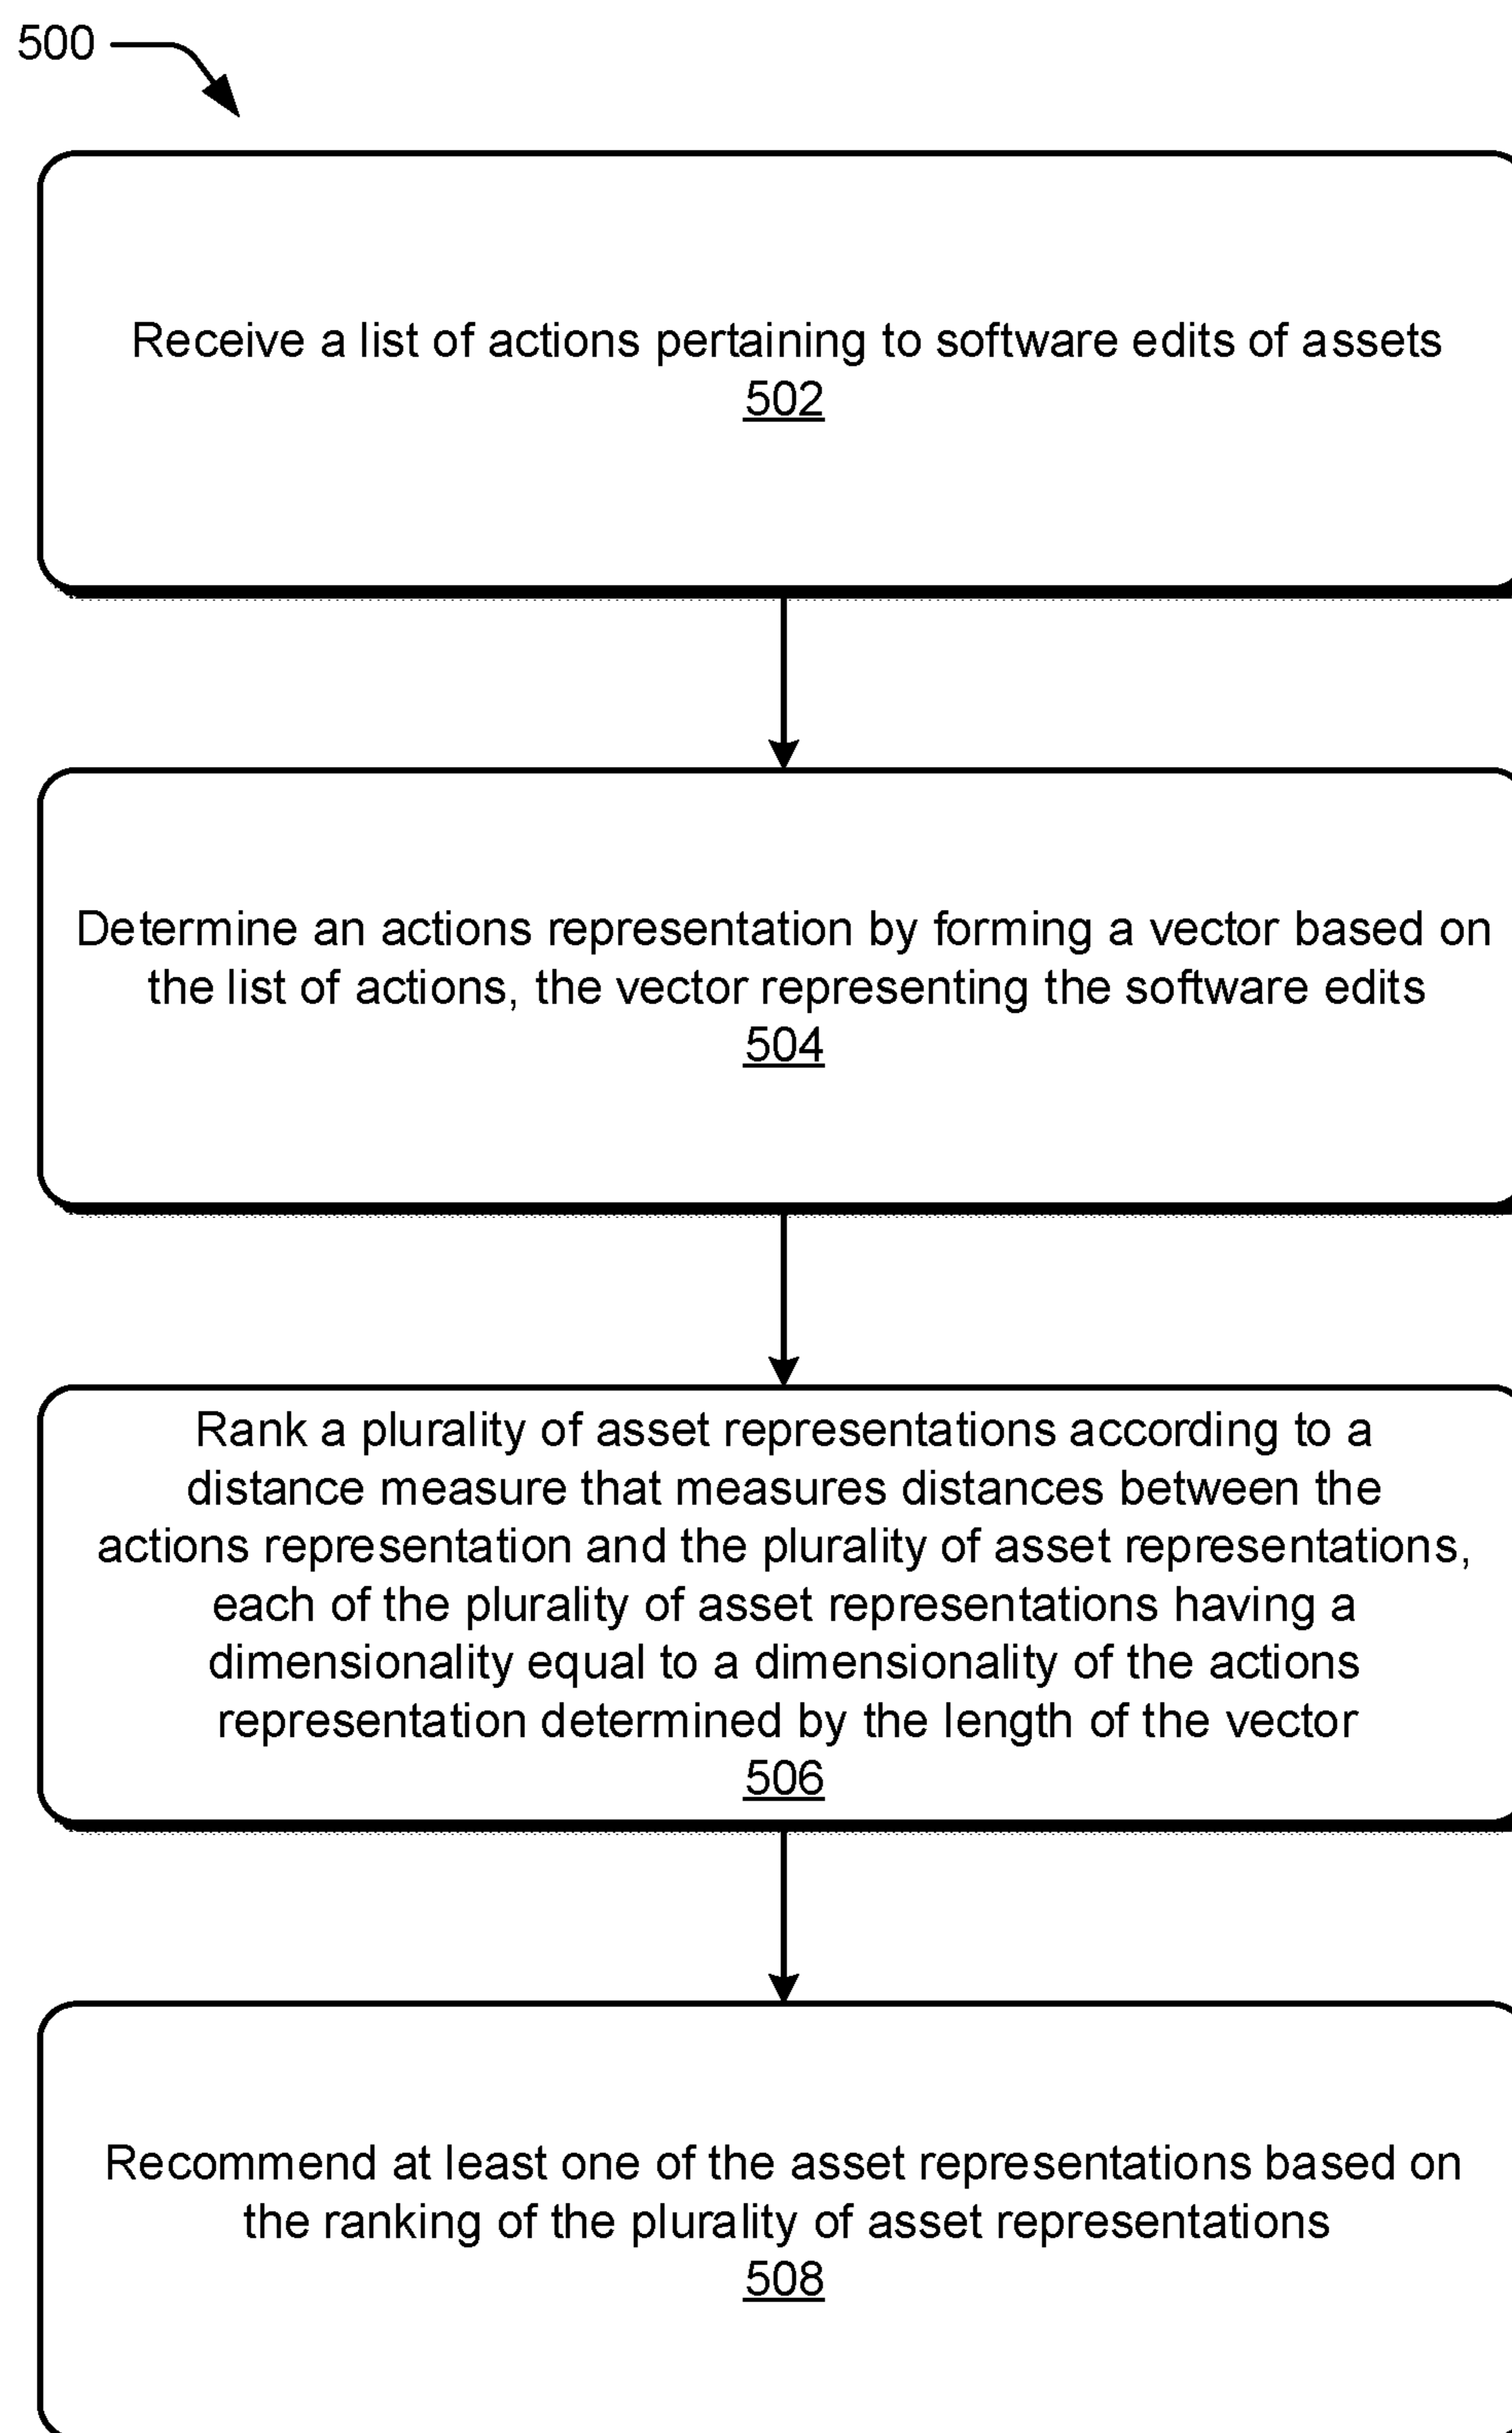 500
Receive a list of actions pertaining to software edits of assets
502
Determine an actions representation by forming a vector based on
the list of actions, the vector representing the software edits
504
Rank a plurality of asset representations according to a
distance measure that measures distances between the
actions representation and the plurality of asset representations,
each of the plurality of asset representations having a
dimensionality equal to a dimensionality of the actions
representation determined by the length of the vector
506
Recommend at least one of the asset representations based on
the ranking of the plurality of asset representations
508